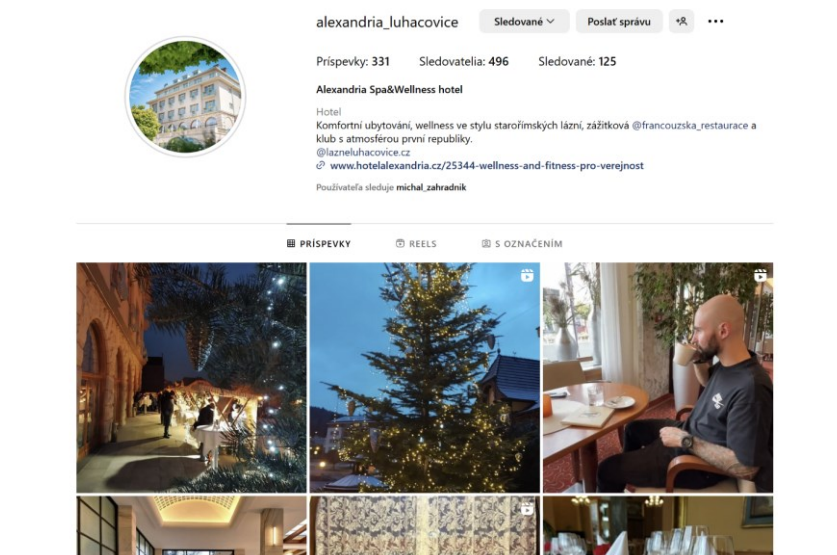 alexandria_luhacovice Sledované Poslať správu
Príspevky: 331 Sledovatelia: 496 Sledované: 125
Alexandria Spa&Wellness hotel
Hotel
Komfortní ubytování, wellness ve stylu starořímských lázní, zážitková @francouzska_restaurace a
klub s atmosférou první republiky.
@lazneluhacovice.cz
www.hotelalexandria.cz/25344-wellness-and-fitness-pro-verejnost
Používateľa sleduje michal_zahradnik
PRÍSPEVKY REELS S OZNAČENÍM